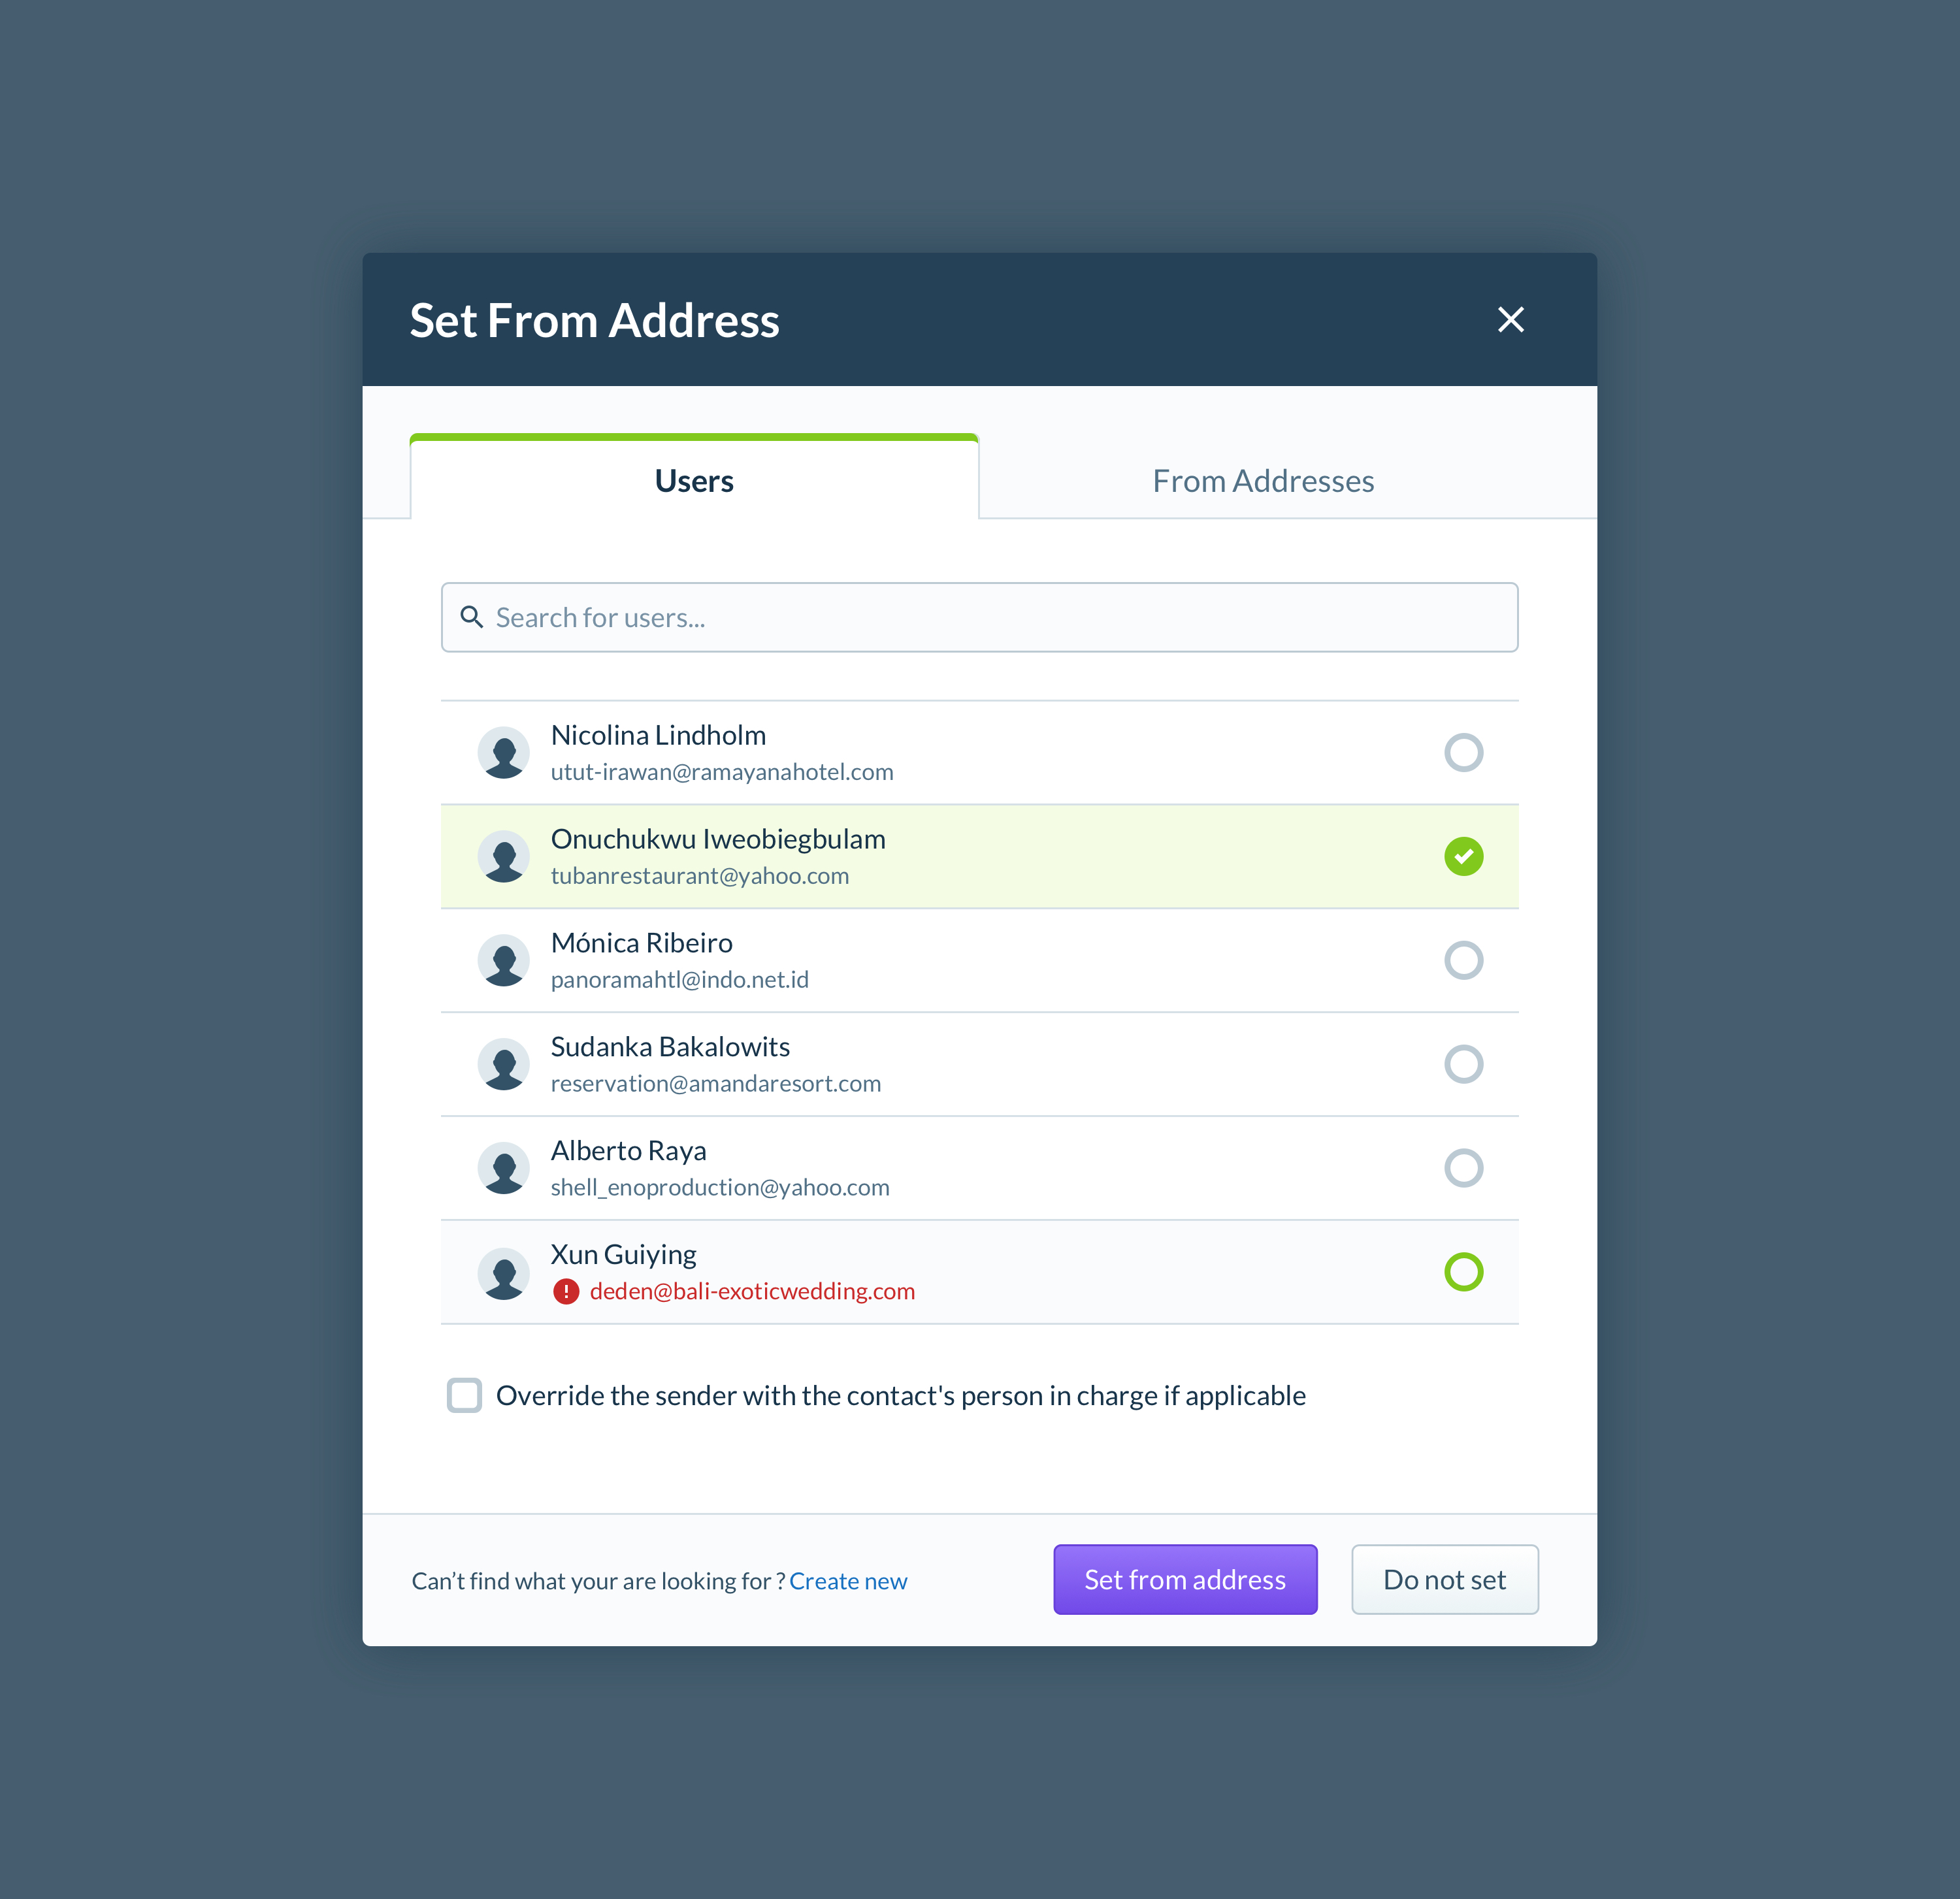 Set From Address
Users
From Addresses
Search for users...
Nicolina Lindholm
utut-irawan@ramayanahotel.com
Onuchukwu Iweobiegbulam
tubanrestaurant@yahoo.com
Mónica Ribeiro
panoramahtl@indo.net.id
Sudanka Bakalowits
reservation@amandaresort.com
Alberto Raya
shell_enoproduction@yahoo.com
Xun Guiying
deden@bali-exoticwedding.com
Override the sender with the contact's person in charge if applicable
Can’t find what your are looking for ? Create new
Set from address
Do not set